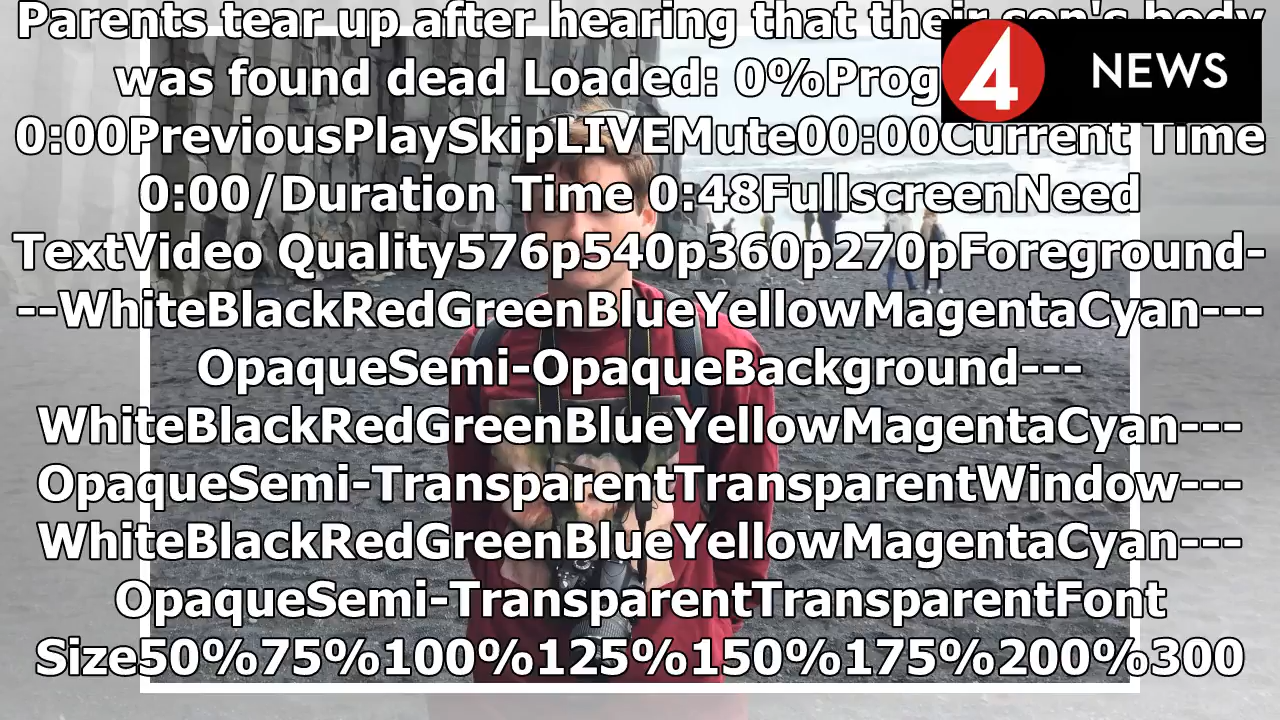 Parents tear up after hearing that their son's body
was found dead Loaded: 0%Prog
4 NEWS
0:00PreviousPlaySkipLIVEMute00:00Current Time
0:00/Duration Time 0:48FullscreenNeed
TextVideo Quality576p540p360p270pForeground-
--WhiteBlackRedGreenBlueYellowMagentaCyan---
OpaqueSemi-OpaqueBackground---
WhiteBlackRedGreenBlueYellowMagentaCyan---
OpaqueSemi-TransparentTransparentWindow---
WhiteBlackRedGreenBlueYellowMagentaCyan---
OpaqueSemi-TransparentTransparentFont
Size50%75%100%125%150%175%200%300